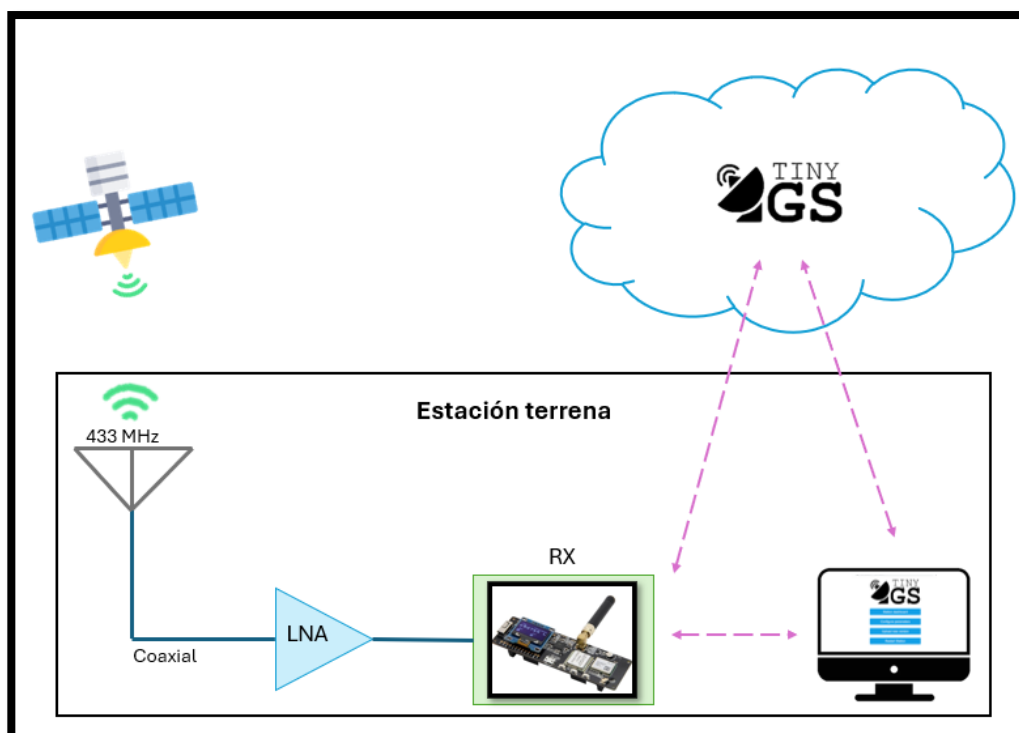 TINY
GS
Estación terrena
433 MHz
RX
LNA
Coaxial
TINY
GS